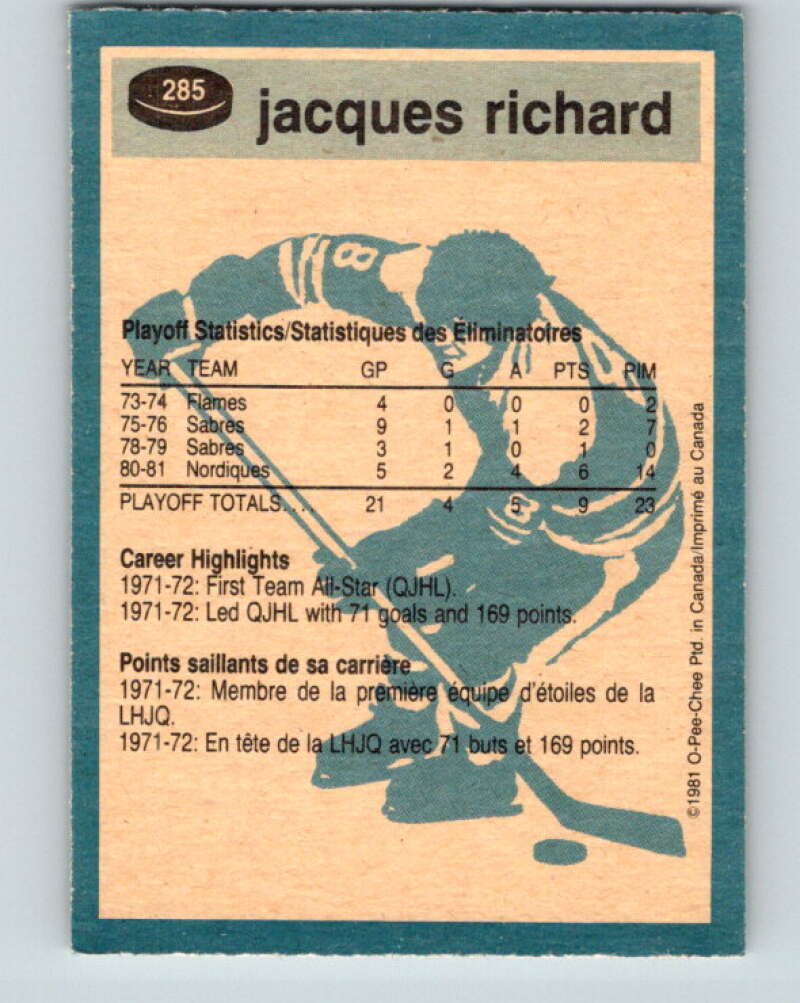 285
jacques richard
8
Playoff Statistics/Statistiques des Éliminatoires
YEAR TEAM GP G A PTS PIM
73-74 Flames 4 0 0 0 2
75-76 Sabres 9 1 1 2 7
78-79 Sabres 3 1 0 1 0
80-81 Nordiques 5 2 4 6 14
PLAYOFF TOTALS.... 21 4 5 9 23
Career Highlights
1971-72: First Team All-Star (QJHL).
1971-72: Led QJHL with 71 goals and 169 points.
Points saillants de sa carrière
1971-72: Membre de la première équipe d'étoiles de la
LHJQ.
1971-72: En tête de la LHJQ avec 71 buts et 169 points.
©1981 O-Pee-Chee Ptd. in Canada/Imprimé au Canada